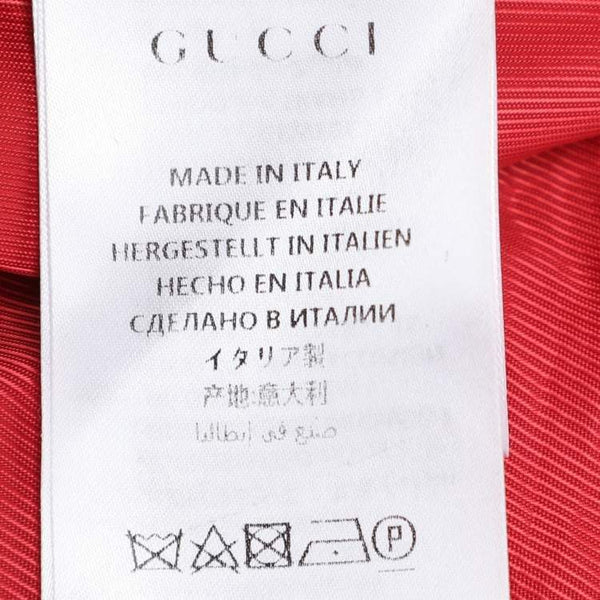 GUCCI
MADE IN ITALY
FABRIQUE EN ITALIE
HERGESTELLT IN ITALIEN
HECHO EN ITALIA
СДЕЛАНО В ИТАЛИИ
イタリア製
产地:意大利
صنع في إيطاليا
P